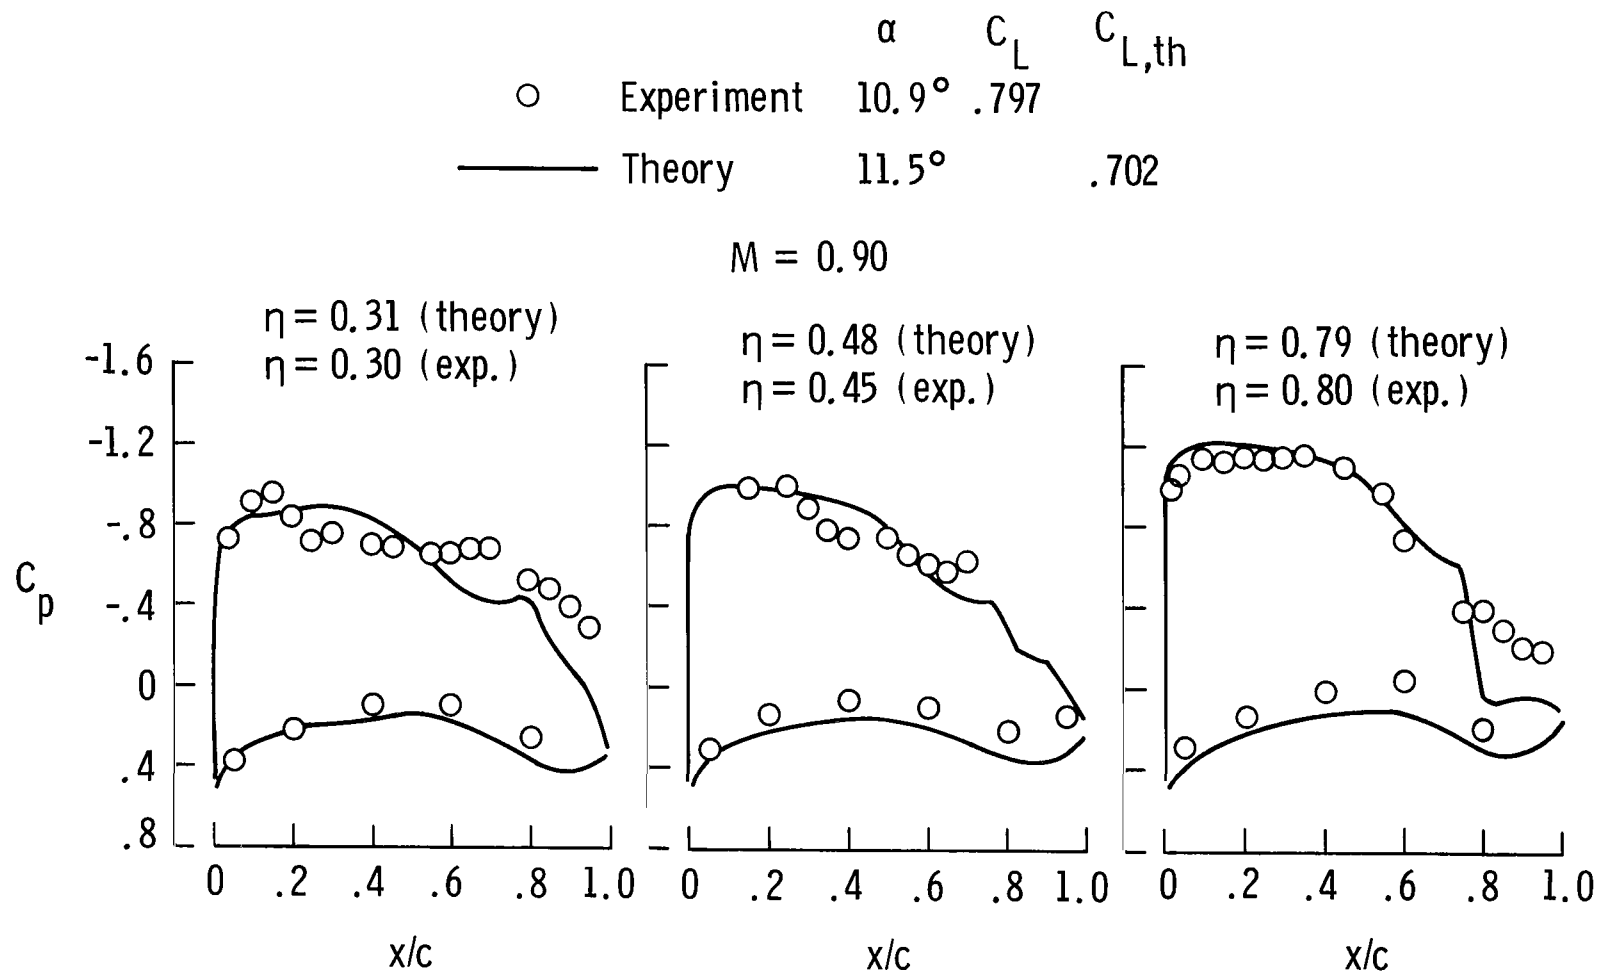 α C_L C_L,th
Experiment 10.9° .797
Theory 11.5° .702
M = 0.90
η = 0.31 (theory)
η = 0.30 (exp.)
η = 0.48 (theory)
η = 0.45 (exp.)
η = 0.79 (theory)
η = 0.80 (exp.)
-1.6
-1.2
-.8
-.4
0
.4
.8
C_p
0 .2 .4 .6 .8 1.0
0 .2 .4 .6 .8 1.0
0 .2 .4 .6 .8 1.0
x/c
x/c
x/c